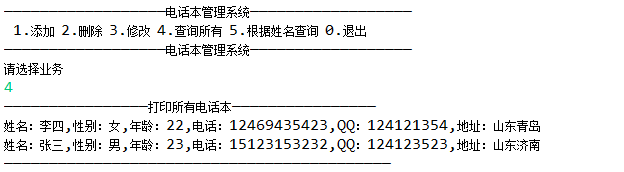 ————————————————电话本管理系统————————————————
1.添加 2.删除 3.修改 4.查询所有 5.根据姓名查询 0.退出
————————————————电话本管理系统————————————————
请选择业务
4
——————————————打印所有电话本——————————————
姓名: 李四,性别: 女,年龄: 22,电话: 12469435423,QQ: 124121354,地址: 山东青岛
姓名: 张三,性别: 男,年龄: 23,电话: 15123153232,QQ: 124123523,地址: 山东济南
——————————————————————————————————————